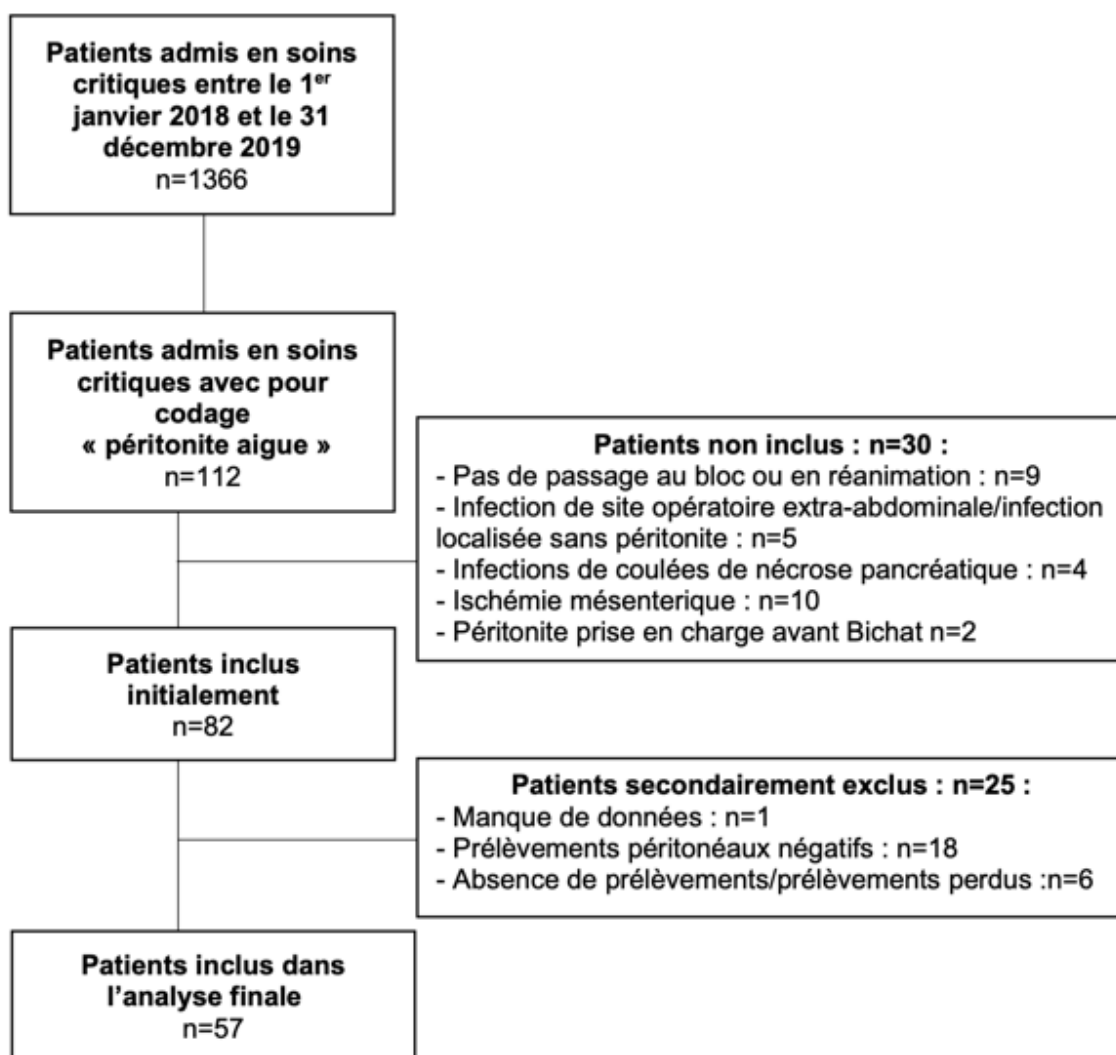 Patients admis en soins
critiques entre le 1er
janvier 2018 et le 31
décembre 2019
n=1366
Patients admis en soins
critiques avec pour
codage
« péritonite aigue »
n=112
Patients non inclus : n=30 :
- Pas de passage au bloc ou en réanimation : n=9
- Infection de site opératoire extra-abdominale/infection
localisée sans péritonite : n=5
- Infections de coulées de nécrose pancréatique : n=4
- Ischémie mésenterique : n=10
- Péritonite prise en charge avant Bichat n=2
Patients inclus
initialement
n=82
Patients secondairement exclus : n=25 :
- Manque de données : n=1
- Prélèvements péritonéaux négatifs : n=18
- Absence de prélèvements/prélèvements perdus :n=6
Patients inclus dans
l’analyse finale
n=57